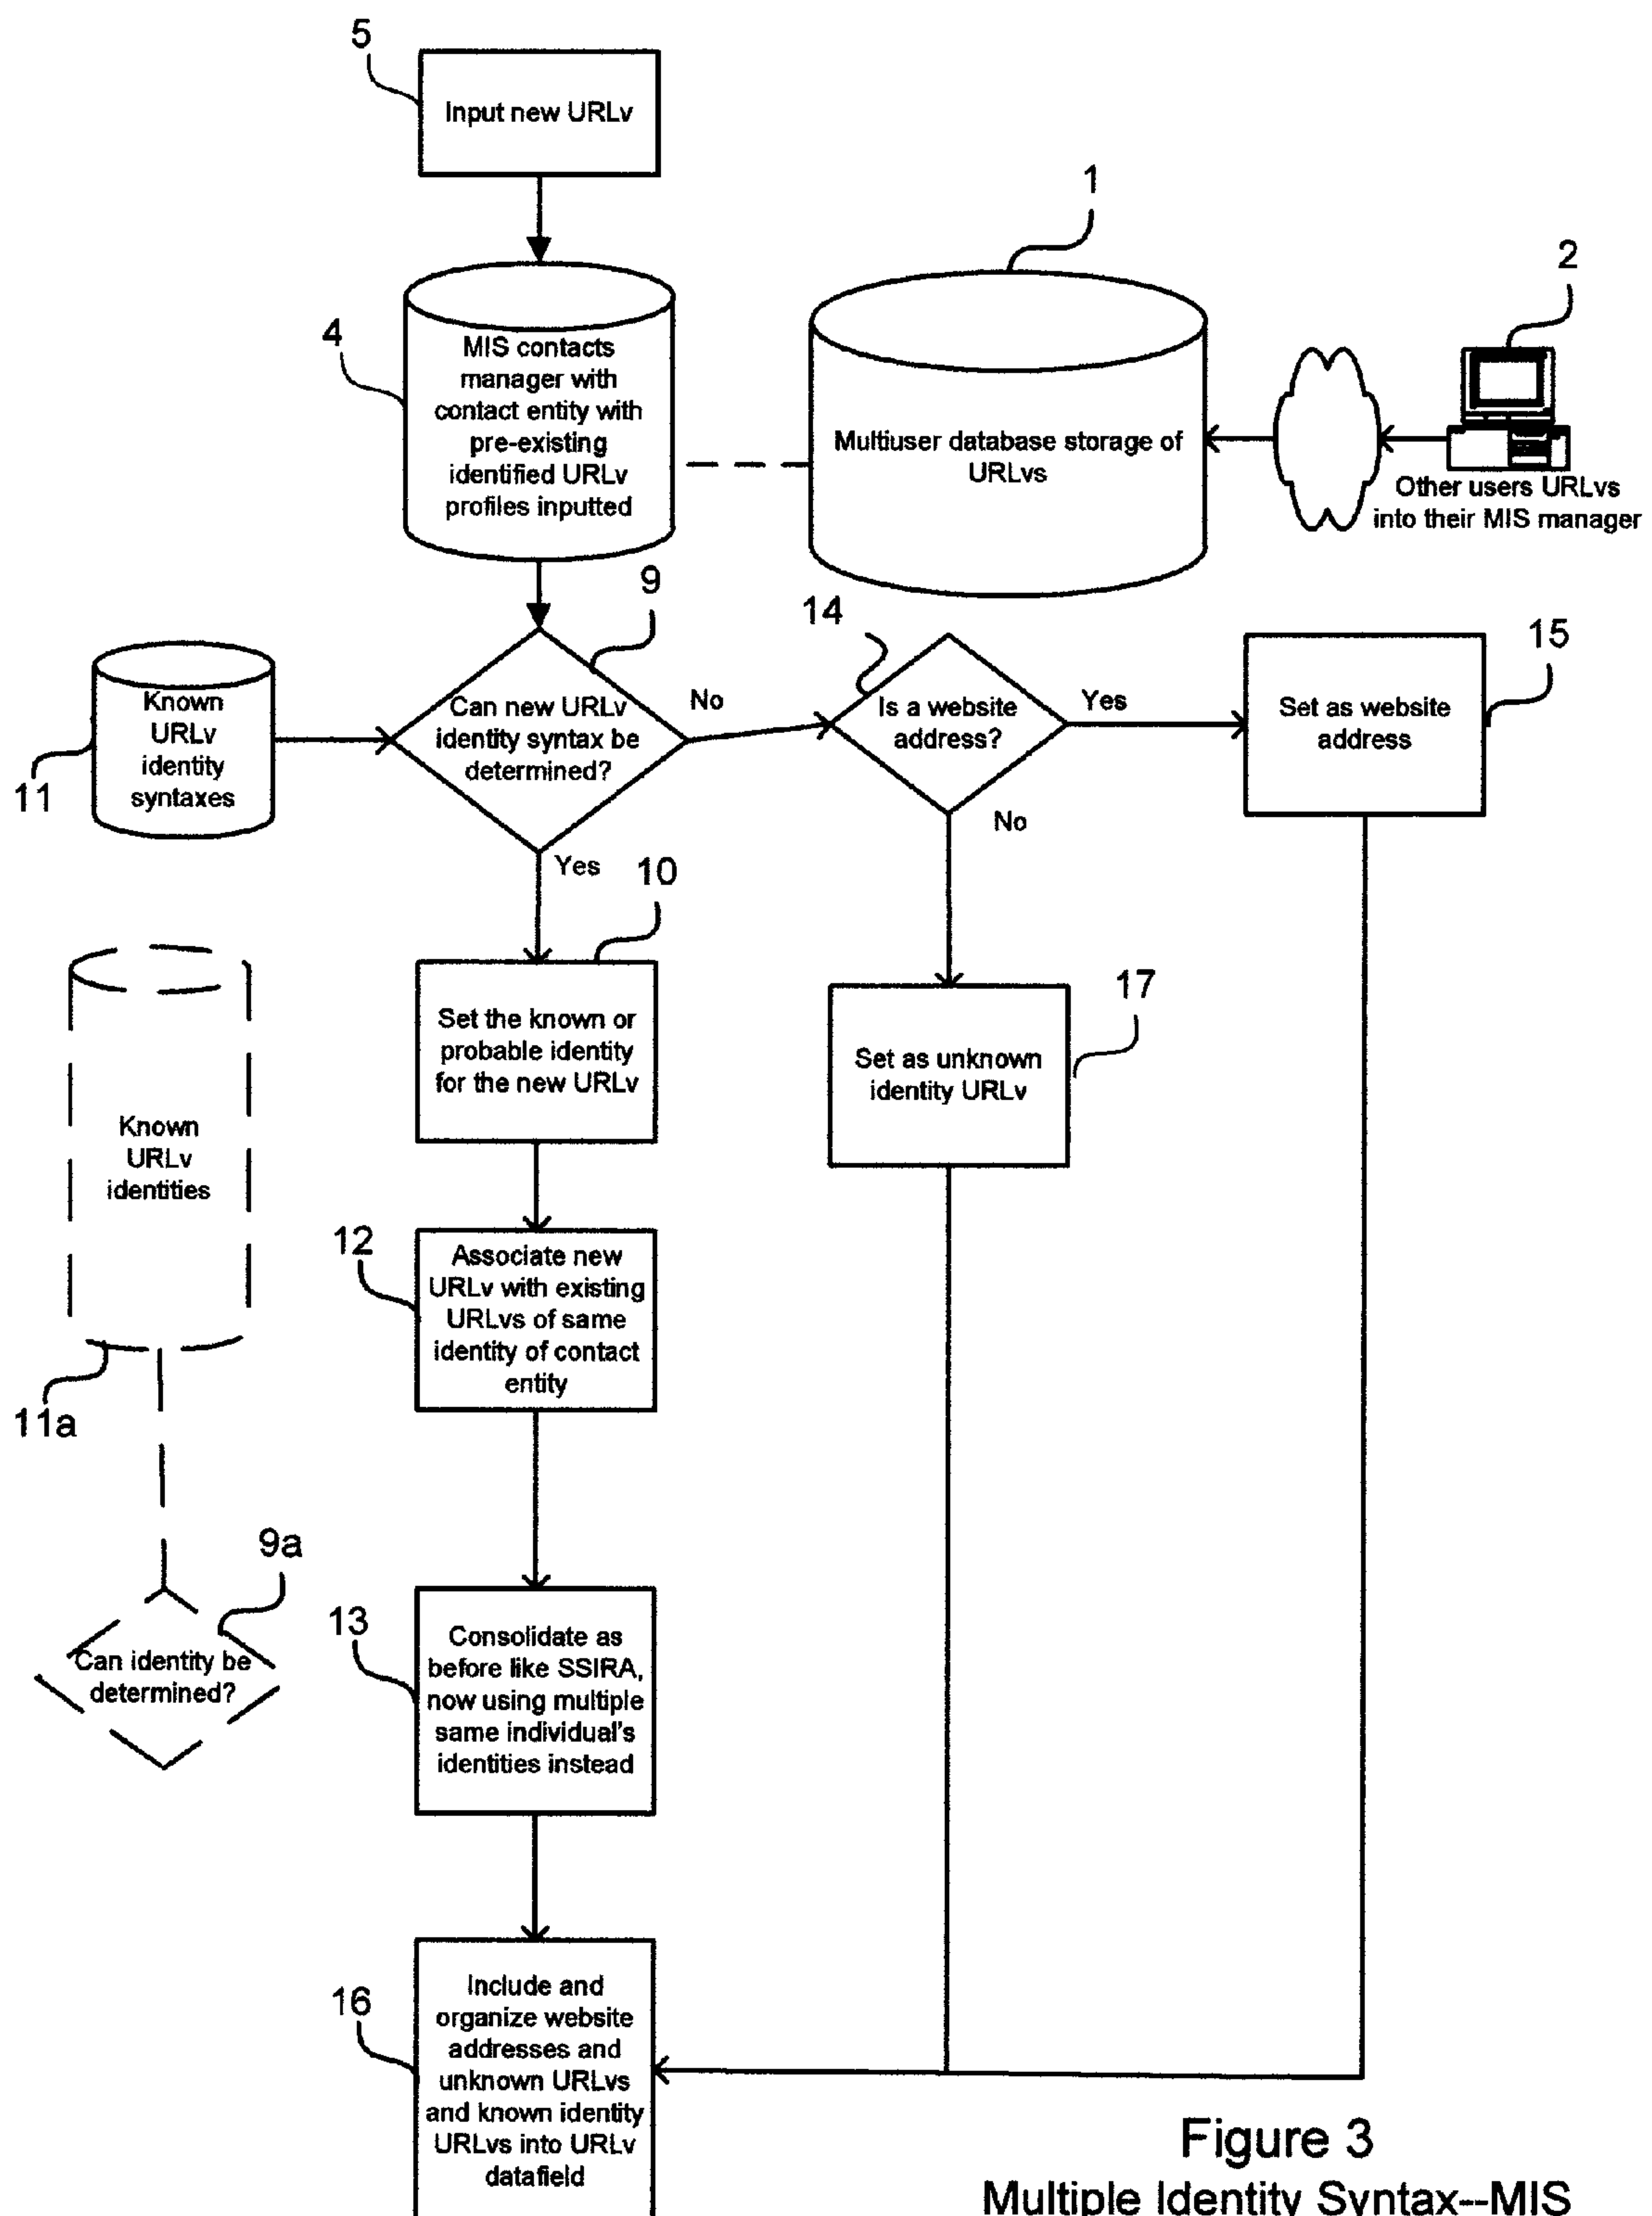 5
Input new URLv
1
2
4
MIS contacts
manager with
contact entity with
pre-existing
identified URLv
profiles inputted
Multiuser database storage of
URLvs
Other users URLvs
into their MIS manager
9
14
15
11
Known
URLv
identity
syntaxes
Can new URLv
identity syntax be
determined?
No
Is a website
address?
Yes
Set as website
address
No
Yes
10
17
Set the known or
probable identity
for the new URLv
Set as unknown
identity URLv
Known
URLv
identities
11a
12
Associate new
URLv with existing
URLvs of same
identity of contact
entity
9a
Can identity be
determined?
13
Consolidate as
before like SSIRA,
now using multiple
same individual's
identities instead
16
Include and
organize website
addresses and
unknown URLvs
and known identity
URLvs into URLv
datafield
Figure 3
Multiple Identity Syntax--MIS